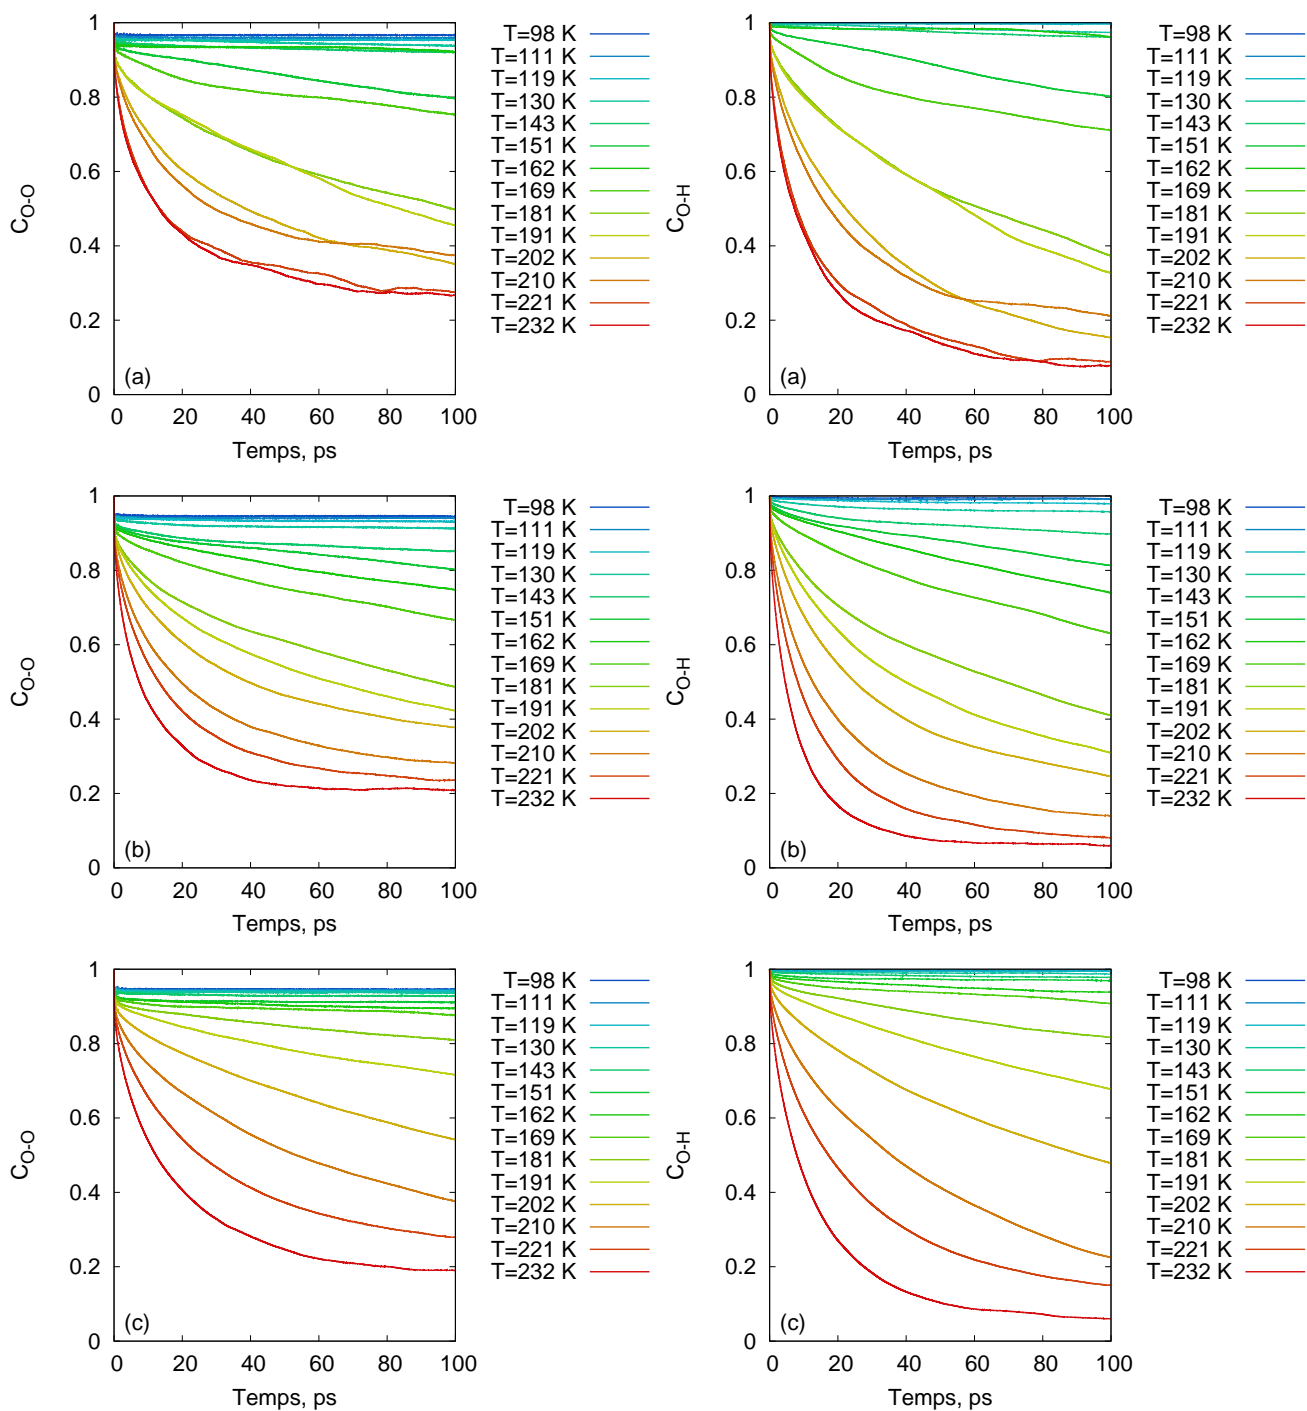 1
0.8
0.6
0.4
0.2
0
C_O-O
0 20 40 60 80 100
Temps, ps
(a)
T=98 K
T=111 K
T=119 K
T=130 K
T=143 K
T=151 K
T=162 K
T=169 K
T=181 K
T=191 K
T=202 K
T=210 K
T=221 K
T=232 K
1
0.8
0.6
0.4
0.2
0
C_O-H
0 20 40 60 80 100
Temps, ps
(a)
T=98 K
T=111 K
T=119 K
T=130 K
T=143 K
T=151 K
T=162 K
T=169 K
T=181 K
T=191 K
T=202 K
T=210 K
T=221 K
T=232 K
1
0.8
0.6
0.4
0.2
0
C_O-O
0 20 40 60 80 100
Temps, ps
(b)
T=98 K
T=111 K
T=119 K
T=130 K
T=143 K
T=151 K
T=162 K
T=169 K
T=181 K
T=191 K
T=202 K
T=210 K
T=221 K
T=232 K
1
0.8
0.6
0.4
0.2
0
C_O-H
0 20 40 60 80 100
Temps, ps
(b)
T=98 K
T=111 K
T=119 K
T=130 K
T=143 K
T=151 K
T=162 K
T=169 K
T=181 K
T=191 K
T=202 K
T=210 K
T=221 K
T=232 K
1
0.8
0.6
0.4
0.2
0
C_O-O
0 20 40 60 80 100
Temps, ps
(c)
T=98 K
T=111 K
T=119 K
T=130 K
T=143 K
T=151 K
T=162 K
T=169 K
T=181 K
T=191 K
T=202 K
T=210 K
T=221 K
T=232 K
1
0.8
0.6
0.4
0.2
0
C_O-H
0 20 40 60 80 100
Temps, ps
(c)
T=98 K
T=111 K
T=119 K
T=130 K
T=143 K
T=151 K
T=162 K
T=169 K
T=181 K
T=191 K
T=202 K
T=210 K
T=221 K
T=232 K